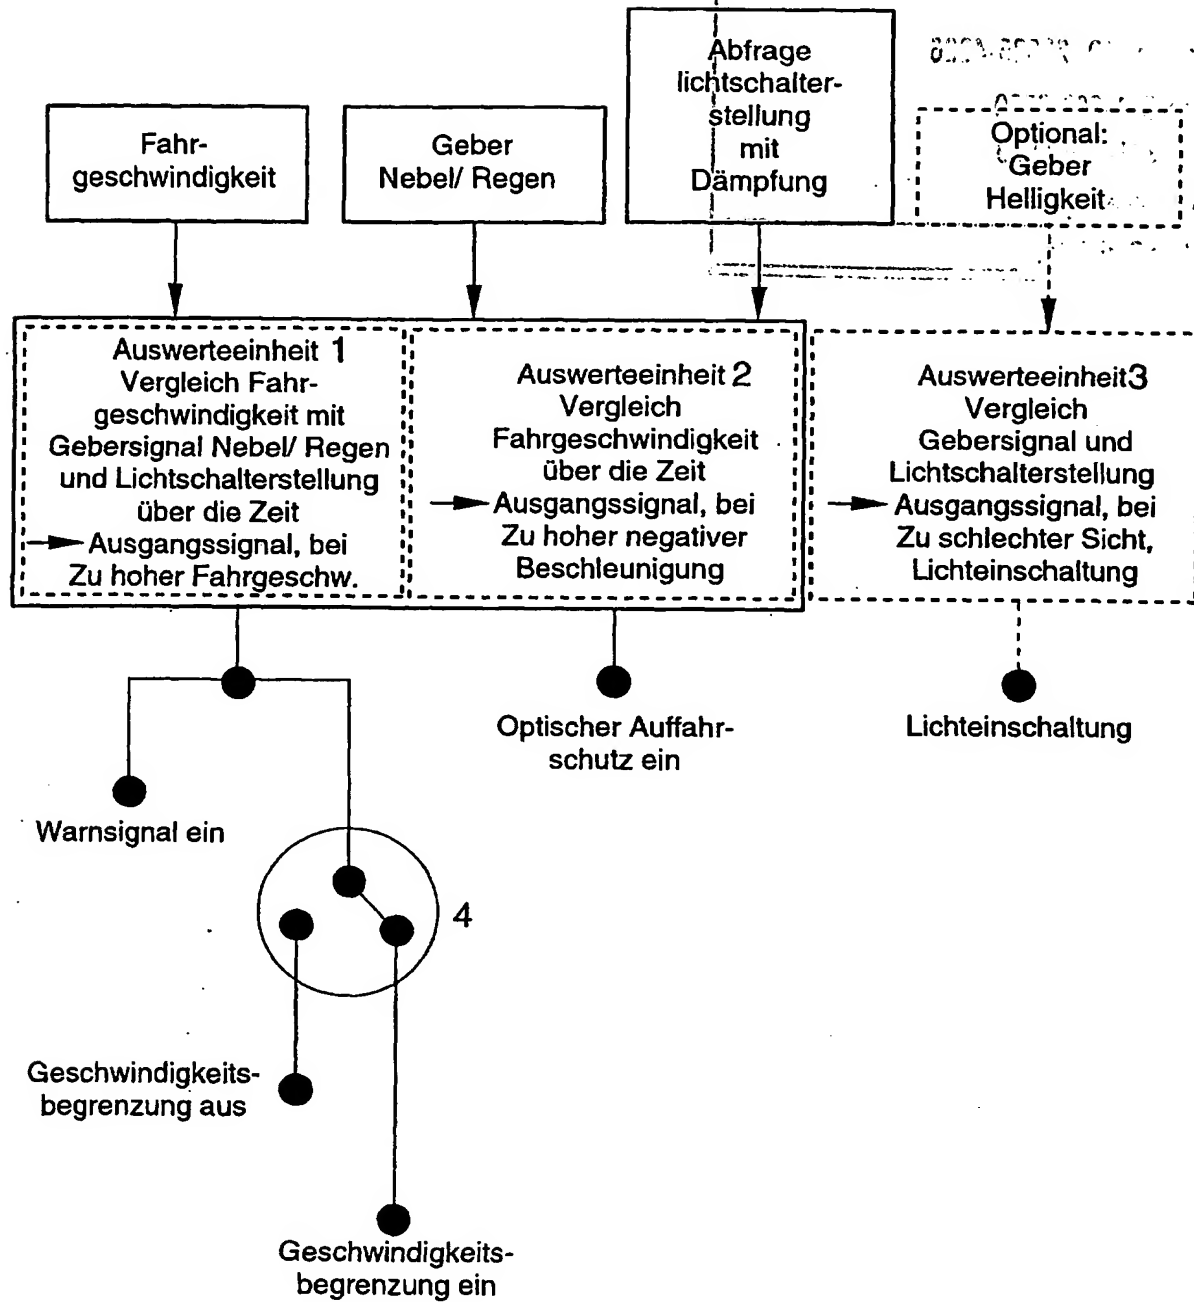 Fahr-
geschwindigkeit
Geber
Nebel/ Regen
Abfrage
lichtschalter-
stellung
mit
Dämpfung
Optional:
Geber
Helligkeit
Auswerteeinheit 1
Vergleich Fahr-
geschwindigkeit mit
Gebersignal Nebel/ Regen
und Lichtschalterstellung
über die Zeit
Ausgangssignal, bei
Zu hoher Fahrgeschw.
Auswerteeinheit 2
Vergleich
Fahrgeschwindigkeit
über die Zeit
Ausgangssignal, bei
Zu hoher negativer
Beschleunigung
Auswerteeinheit 3
Vergleich
Gebersignal und
Lichtschalterstellung
Ausgangssignal, bei
Zu schlechter Sicht,
Lichteinschaltung
Optischer Auffahr-
schutz ein
Lichteinschaltung
Warnsignal ein
4
Geschwindigkeits-
begrenzung aus
Geschwindigkeits-
begrenzung ein